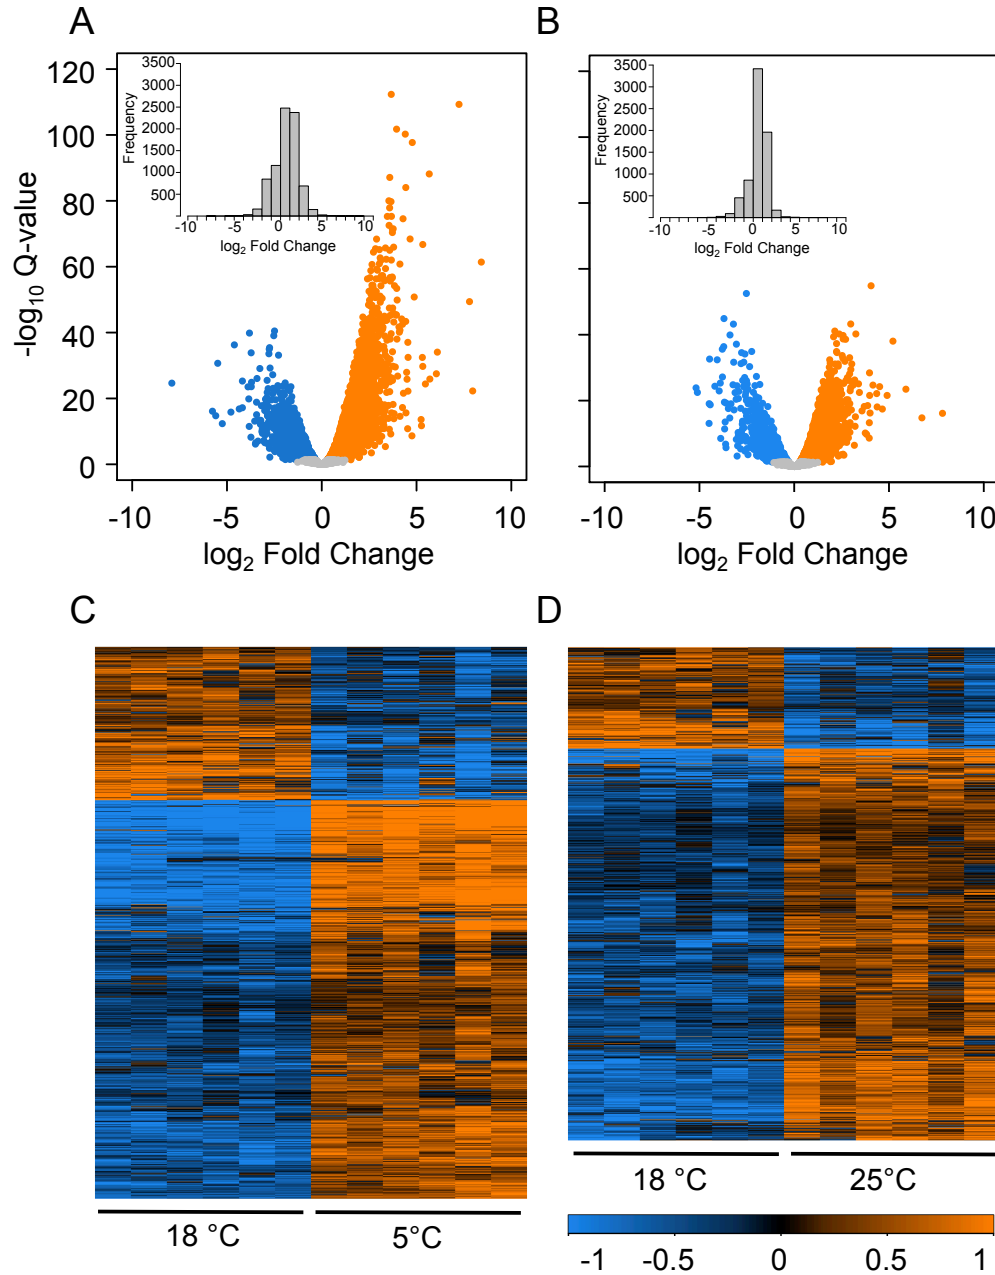 A
B
120
100
80
60
40
20
0
-log10 Q-value
3500
3000
2500
2000
1500
1000
500
Frequency
-10 -5 0 5 10
log2 Fold Change
-10 -5 0 5 10
log2 Fold Change
3500
3000
2500
2000
1500
1000
500
Frequency
-10 -5 0 5 10
log2 Fold Change
-10 -5 0 5 10
log2 Fold Change
C
D
18 °C 5°C
18 °C 25°C
-1 -0.5 0 0.5 1